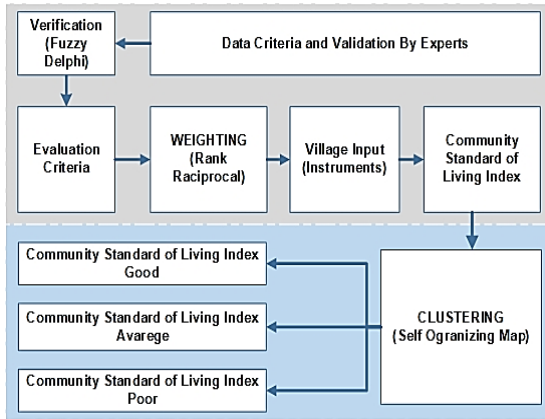 Verification
(Fuzzy
Delphi)
Data Criteria and Validation By Experts
Evaluation
Criteria
WEIGHTING
(Rank
Raciprocal)
Village Input
(Instruments)
Community
Standard of
Living Index
Community Standard of Living Index
Good
Community Standard of Living Index
Avarege
Community Standard of Living Index
Poor
CLUSTERING
(Self Ogranizing Map)